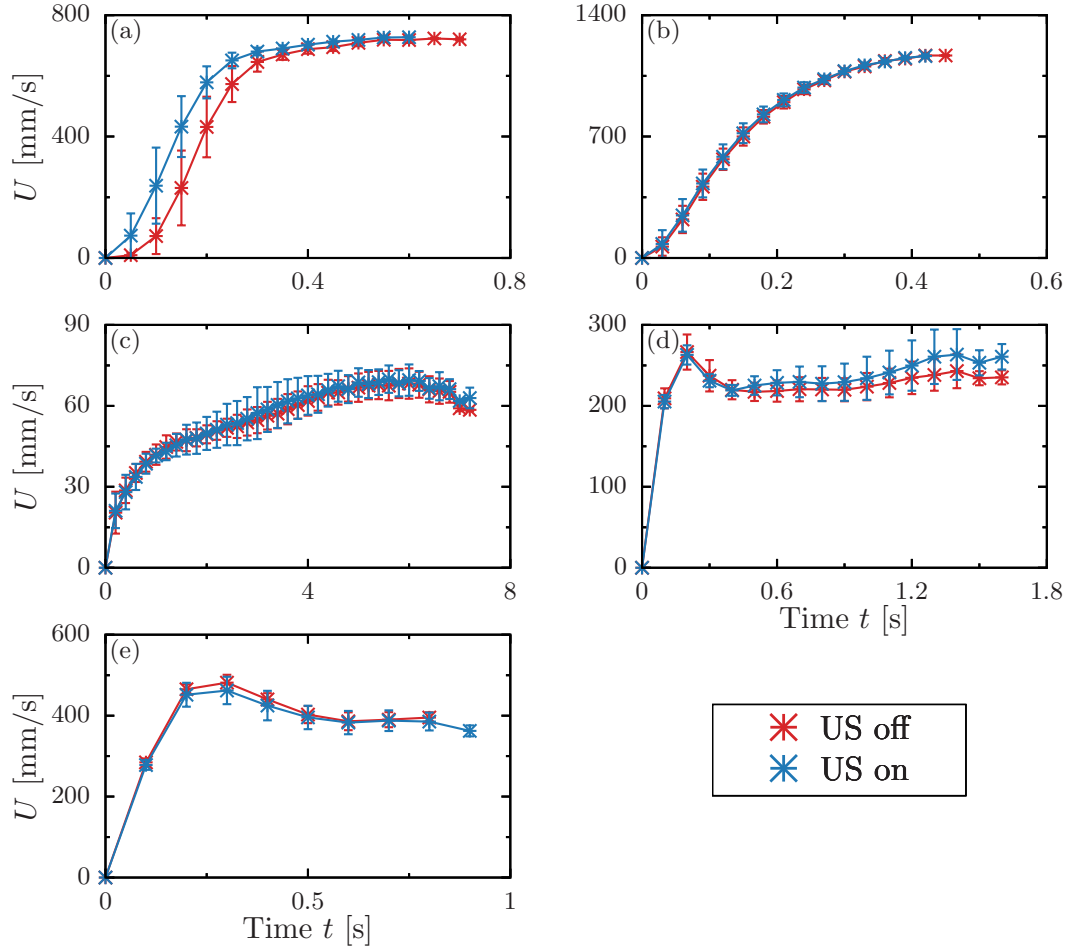 (a)
800
400
0
U [mm/s]
0 0.4 0.8
(b)
1400
700
0
0 0.2 0.4 0.6
(c)
90
60
30
0
U [mm/s]
0 4 8
(d)
300
200
100
0
0 0.6 1.2 1.8
Time t [s]
(e)
600
400
200
0
U [mm/s]
0 0.5 1
Time t [s]
US off
US on